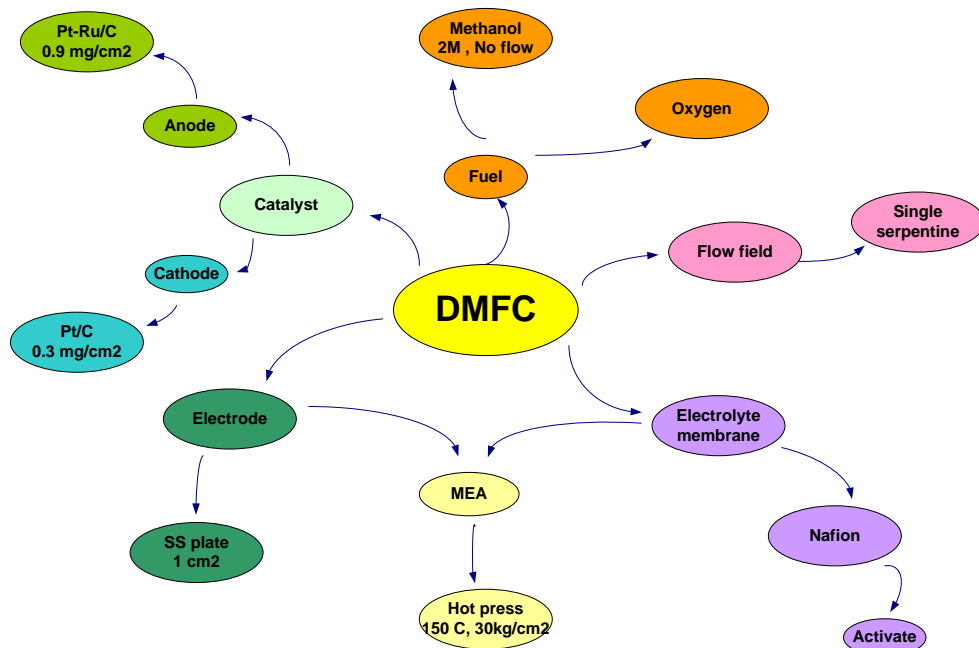 Pt-Ru/C
0.9 mg/cm2
Methanol
2M , No flow
Oxygen
Anode
Fuel
Catalyst
Single
serpentine
Flow field
Cathode
DMFC
Pt/C
0.3 mg/cm2
Electrode
Electrolyte
membrane
MEA
Nafion
SS plate
1 cm2
Hot press
150 C, 30kg/cm2
Activate